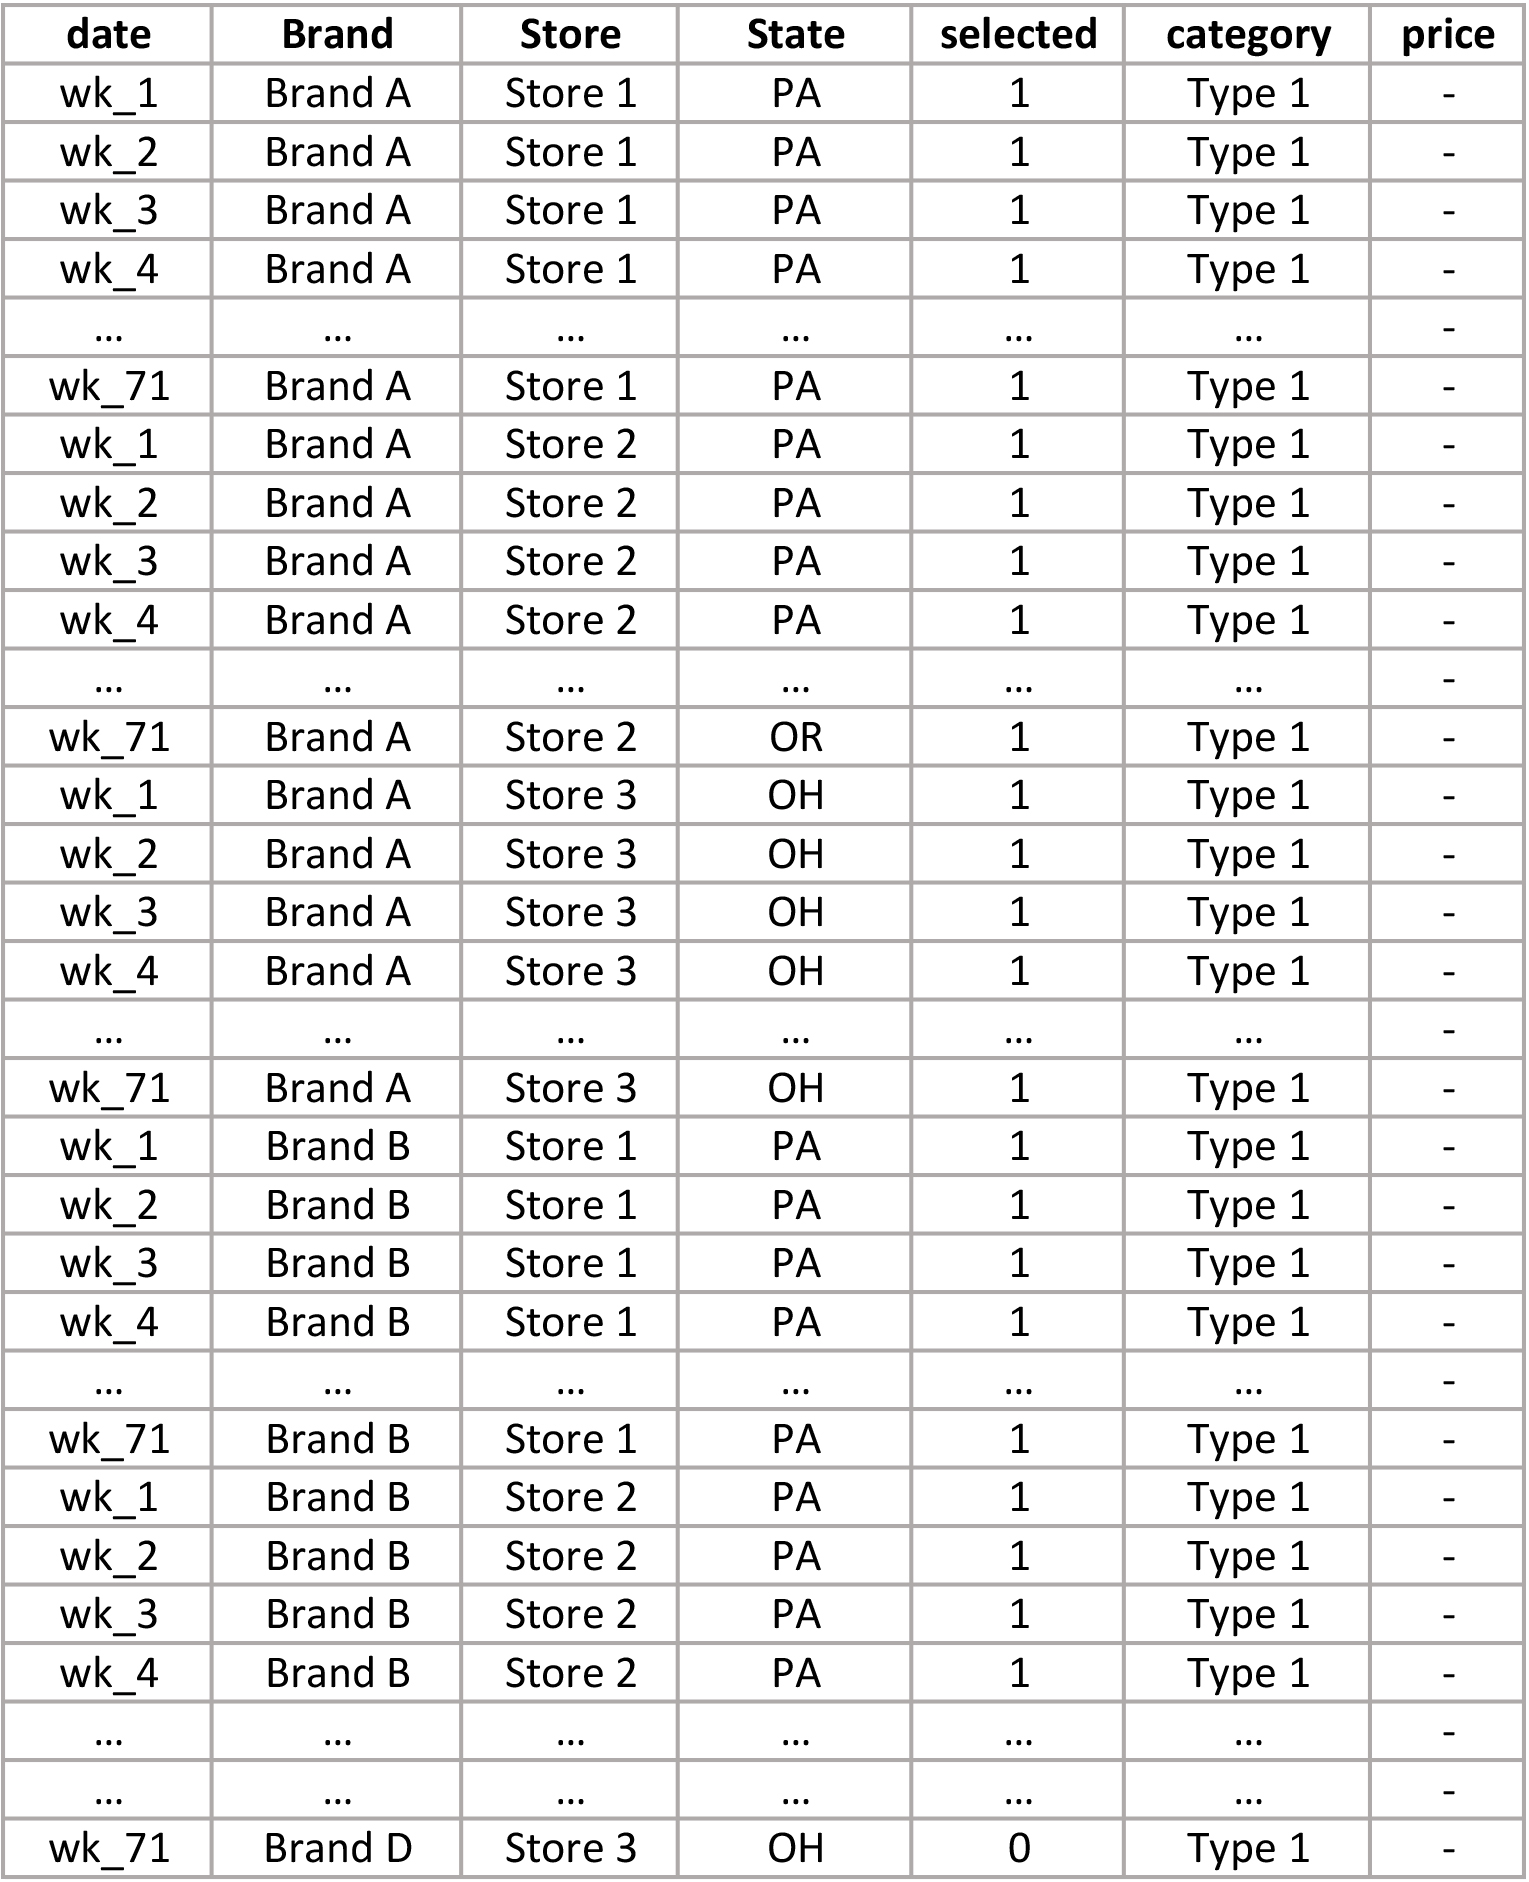 date Brand Store State selected category price
wk_1 Brand A Store 1 PA 1 Type 1 -
wk_2 Brand A Store 1 PA 1 Type 1 -
wk_3 Brand A Store 1 PA 1 Type 1 -
wk_4 Brand A Store 1 PA 1 Type 1 -
... ... ... ... ... ... -
wk_71 Brand A Store 1 PA 1 Type 1 -
wk_1 Brand A Store 2 PA 1 Type 1 -
wk_2 Brand A Store 2 PA 1 Type 1 -
wk_3 Brand A Store 2 PA 1 Type 1 -
wk_4 Brand A Store 2 PA 1 Type 1 -
... ... ... ... ... ... -
wk_71 Brand A Store 2 OR 1 Type 1 -
wk_1 Brand A Store 3 OH 1 Type 1 -
wk_2 Brand A Store 3 OH 1 Type 1 -
wk_3 Brand A Store 3 OH 1 Type 1 -
wk_4 Brand A Store 3 OH 1 Type 1 -
... ... ... ... ... ... -
wk_71 Brand A Store 3 OH 1 Type 1 -
wk_1 Brand B Store 1 PA 1 Type 1 -
wk_2 Brand B Store 1 PA 1 Type 1 -
wk_3 Brand B Store 1 PA 1 Type 1 -
wk_4 Brand B Store 1 PA 1 Type 1 -
... ... ... ... ... ... -
wk_71 Brand B Store 1 PA 1 Type 1 -
wk_1 Brand B Store 2 PA 1 Type 1 -
wk_2 Brand B Store 2 PA 1 Type 1 -
wk_3 Brand B Store 2 PA 1 Type 1 -
wk_4 Brand B Store 2 PA 1 Type 1 -
... ... ... ... ... ... -
... ... ... ... ... ... -
wk_71 Brand D Store 3 OH 0 Type 1 -